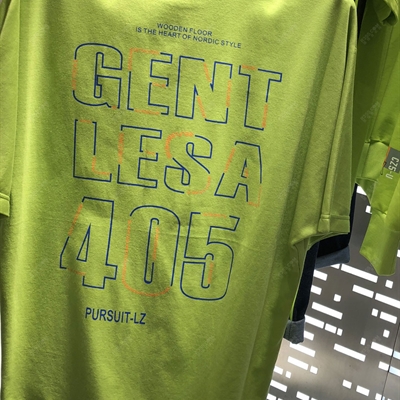 WOODEN FLOOR
IS THE HEART OF NORDIC STYLE
GENT
LESA
405
PURSUIT-LZ